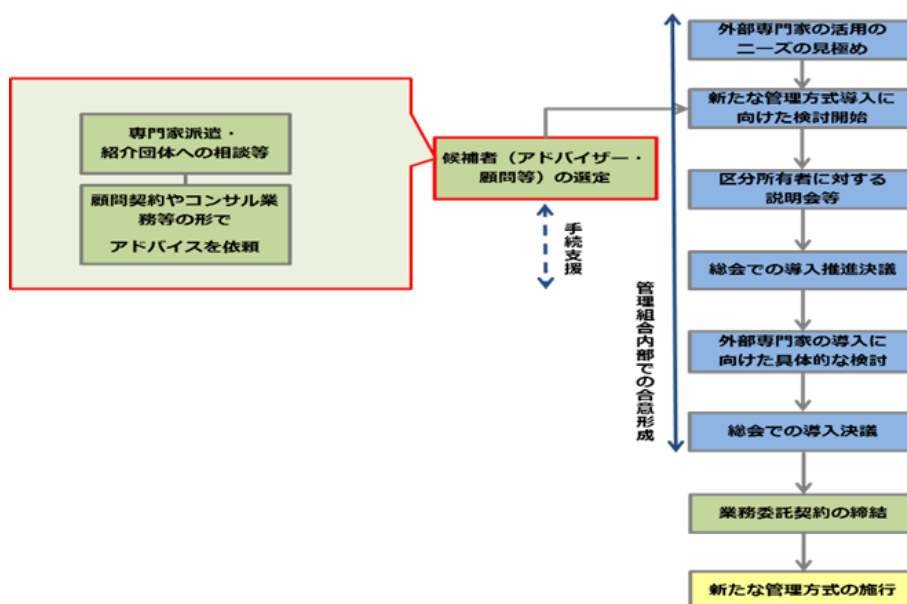 外部専門家の活用の
ニーズの見極め
新たな管理方式導入に
向けた検討開始
専門家派遣・
紹介団体への相談等
候補者（アドバイザー・
顧問等）の選定
顧問契約やコンサル業
務等の形で
アドバイスを依頼
区分所有者に対する
説明会等
手続支援
総会での導入推進決議
管理組合内部での合意形成
外部専門家の導入に
向けた具体的な検討
総会での導入決議
業務委託契約の締結
新たな管理方式の施行